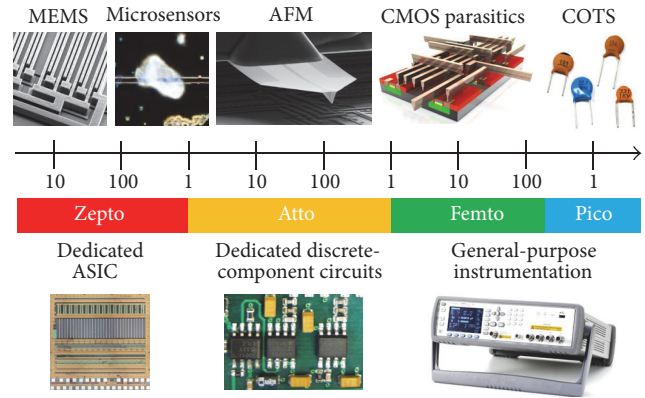 MEMS Microsensors AFM CMOS parasitics COTS
10 100 1 10 100 1 10 100 1
Zepto Atto Femto Pico
Dedicated
ASIC
Dedicated discrete-
component circuits
General-purpose
instrumentation